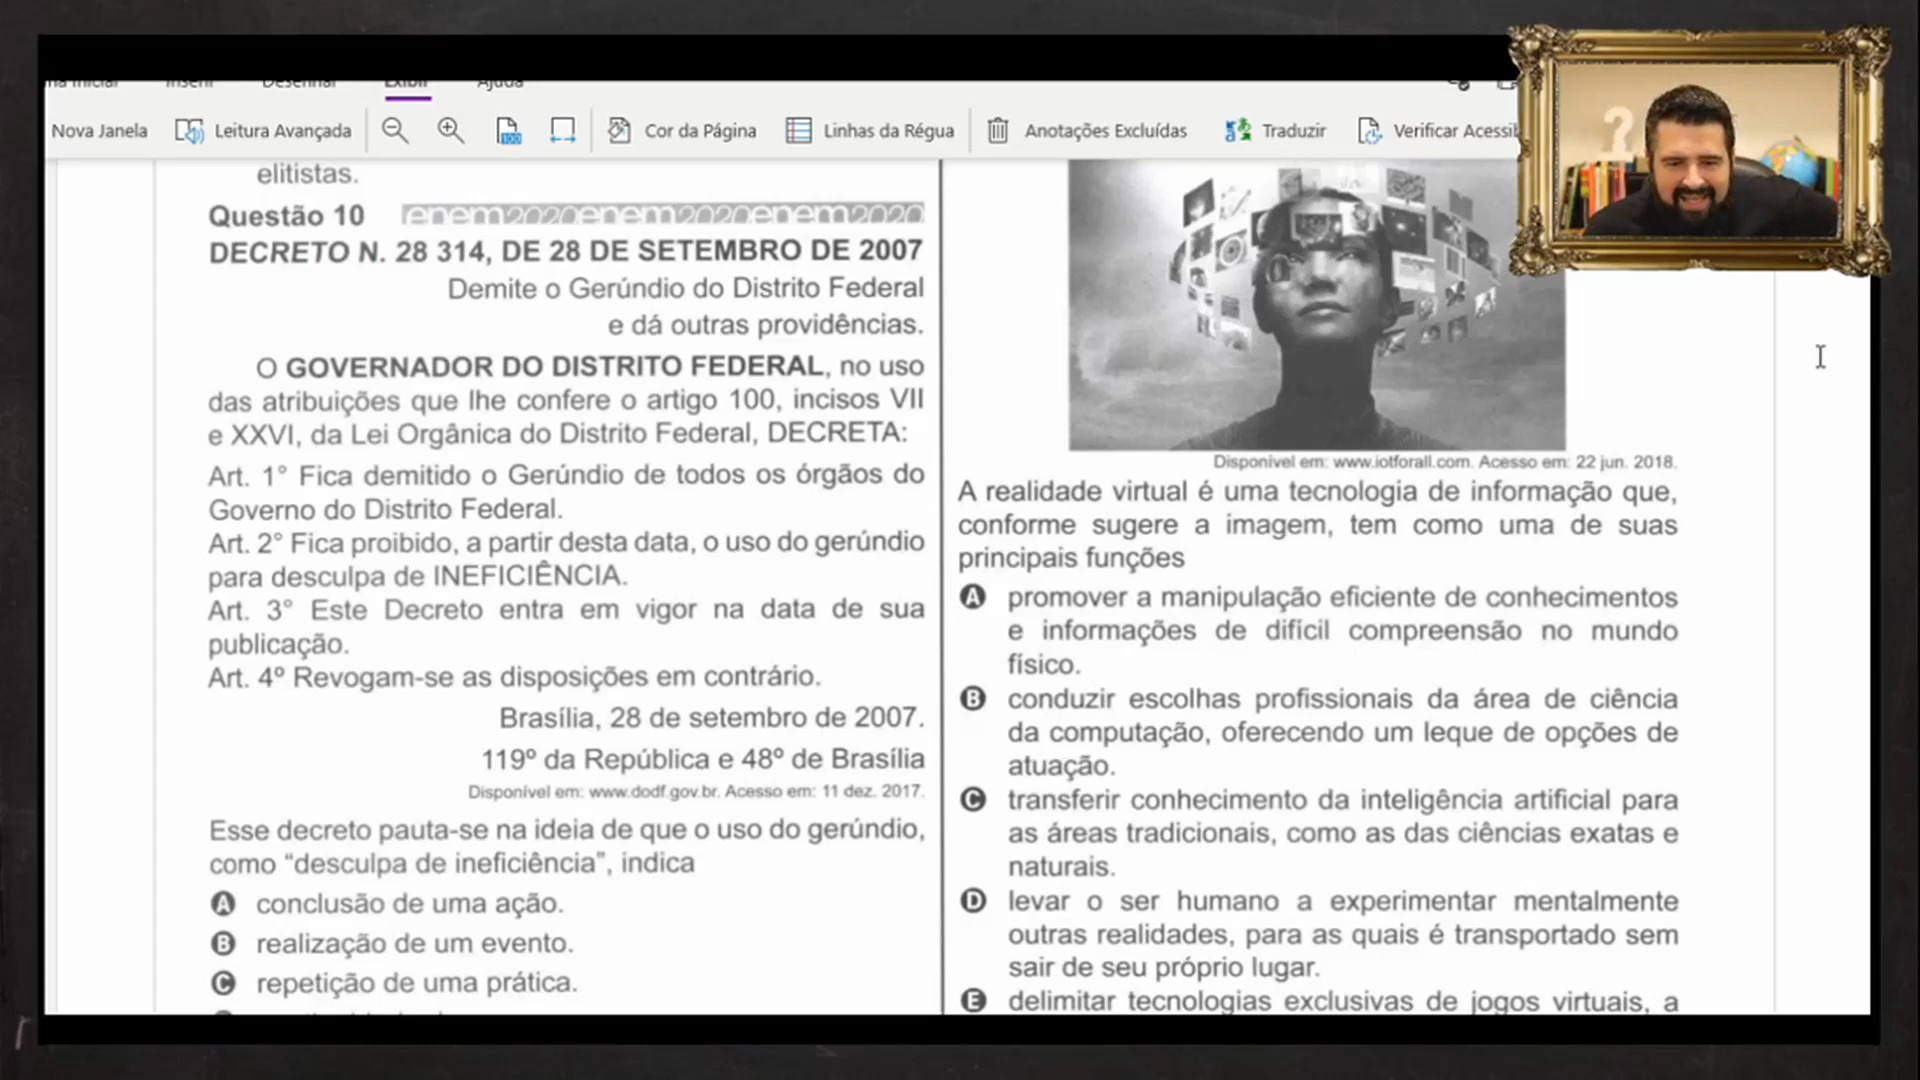 Inserir
Desenhar
Exibir
Ajuda
Nova Janela
Leitura Avançada
Cor da Página
Linhas da Régua
Anotações Excluídas
Traduzir
Verificar Acessib
elitistas.
Questão 10 enem2020enem2020enem2020
DECRETO N. 28 314, DE 28 DE SETEMBRO DE 2007
Demite o Gerúndio do Distrito Federal
e dá outras providências.
O GOVERNADOR DO DISTRITO FEDERAL, no uso
das atribuições que lhe confere o artigo 100, incisos VII
e XXVI, da Lei Orgânica do Distrito Federal, DECRETA:
Art. 1° Fica demitido o Gerúndio de todos os órgãos do
Governo do Distrito Federal.
Art. 2° Fica proibido, a partir desta data, o uso do gerúndio
para desculpa de INEFICIÊNCIA.
Art. 3° Este Decreto entra em vigor na data de sua
publicação.
Art. 4º Revogam-se as disposições em contrário.
Brasília, 28 de setembro de 2007.
119º da República e 48º de Brasília
Disponível em: www.dodf.gov.br. Acesso em: 11 dez. 2017.
Esse decreto pauta-se na ideia de que o uso do gerúndio,
como “desculpa de ineficiência”, indica
A conclusão de uma ação.
B realização de um evento.
C repetição de uma prática.
Disponível em: www.iotforall.com. Acesso em: 22 jun. 2018.
A realidade virtual é uma tecnologia de informação que,
conforme sugere a imagem, tem como uma de suas
principais funções
A promover a manipulação eficiente de conhecimentos
e informações de difícil compreensão no mundo
físico.
B conduzir escolhas profissionais da área de ciência
da computação, oferecendo um leque de opções de
atuação.
C transferir conhecimento da inteligência artificial para
as áreas tradicionais, como as das ciências exatas e
naturais.
D levar o ser humano a experimentar mentalmente
outras realidades, para as quais é transportado sem
sair de seu próprio lugar.
E delimitar tecnologias exclusivas de jogos virtuais, a